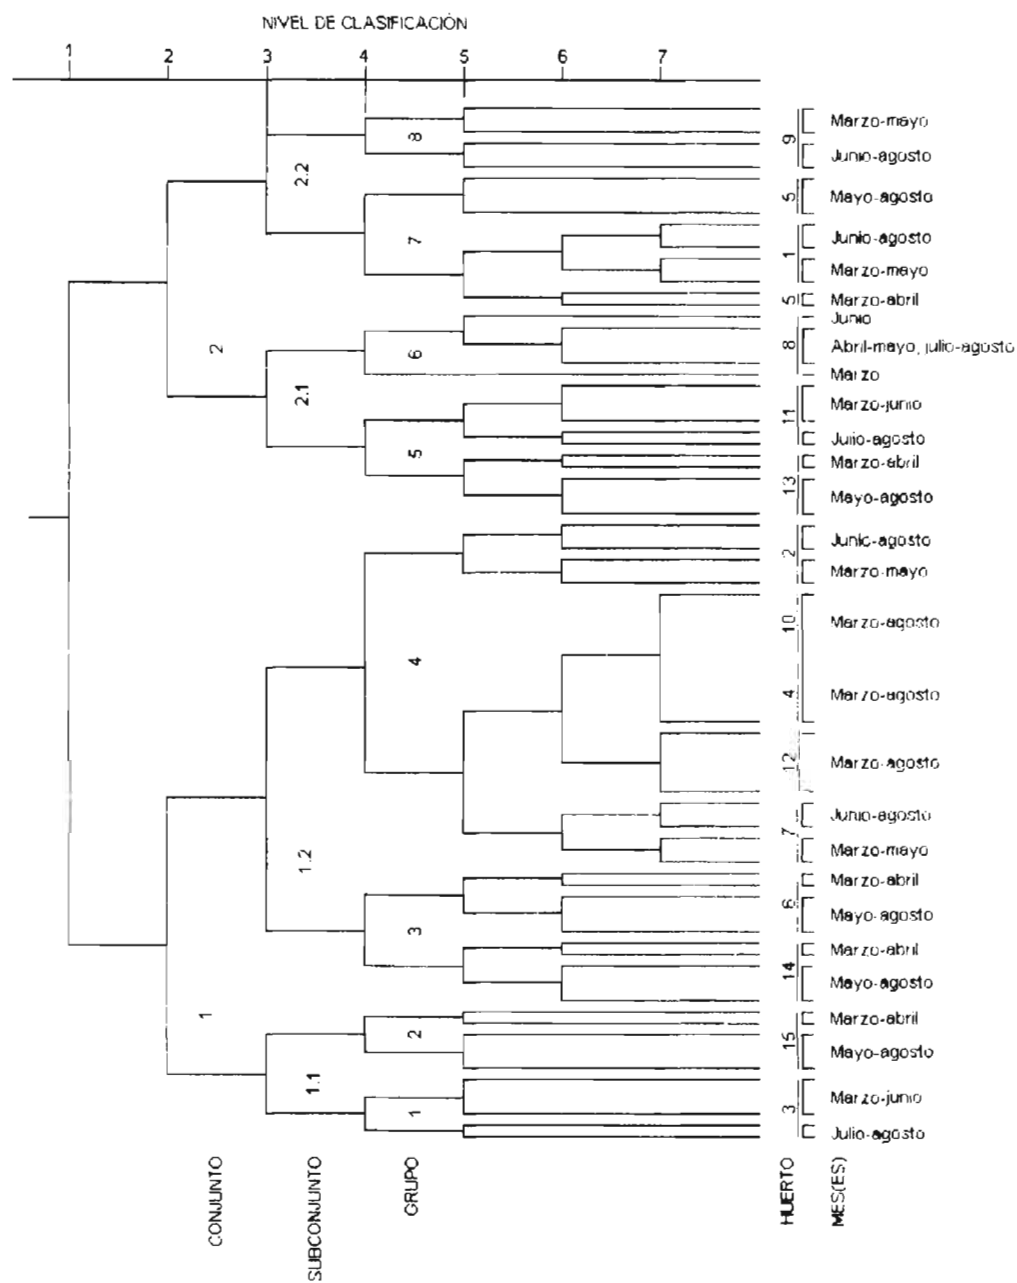 NIVEL DE CLASIFICACIÓN
1 2 3 4 5 6 7
8
9
Marzo-mayo
Junio-agosto
2.2
5
Mayo-agosto
7
1
Junio-agosto
Marzo-mayo
5
Marzo-abril
Junio
2
6
8
Abril-mayo, julio-agosto
Marzo
2.1
11
Marzo-junio
Julio-agosto
5
13
Marzo-abril
Mayo-agosto
2
Junio-agosto
Marzo-mayo
4
10
Marzo-agosto
4
Marzo-agosto
12
Marzo-agosto
7
Junio-agosto
Marzo-mayo
1.2
6
Marzo-abril
Mayo-agosto
3
14
Marzo-abril
Mayo-agosto
1
2
15
Marzo-abril
Mayo-agosto
1.1
1
3
Marzo-junio
Julio-agosto
CONJUNTO
SUBCONJUNTO
GRUPO
HUERTO
MES(ES)